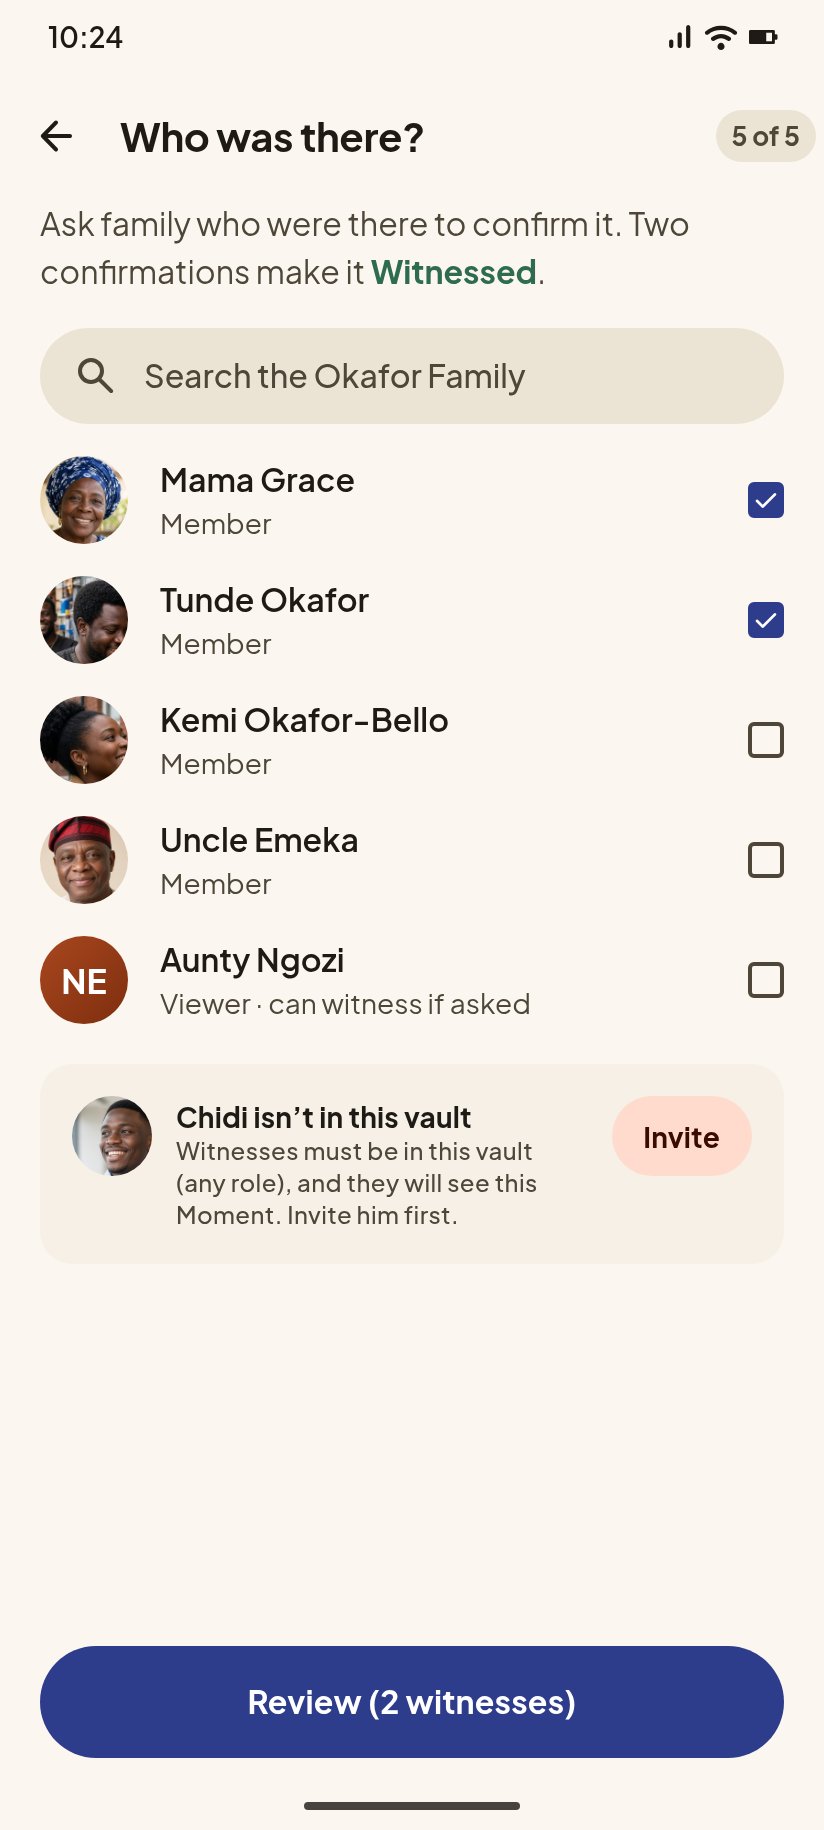 10:24
Who was there?
5 of 5
Ask family who were there to confirm it. Two
confirmations make it Witnessed.
Search the Okafor Family
Mama Grace
Member
Tunde Okafor
Member
Kemi Okafor-Bello
Member
Uncle Emeka
Member
NE
Aunty Ngozi
Viewer · can witness if asked
Chidi isn’t in this vault
Witnesses must be in this vault
(any role), and they will see this
Moment. Invite him first.
Invite
Review (2 witnesses)